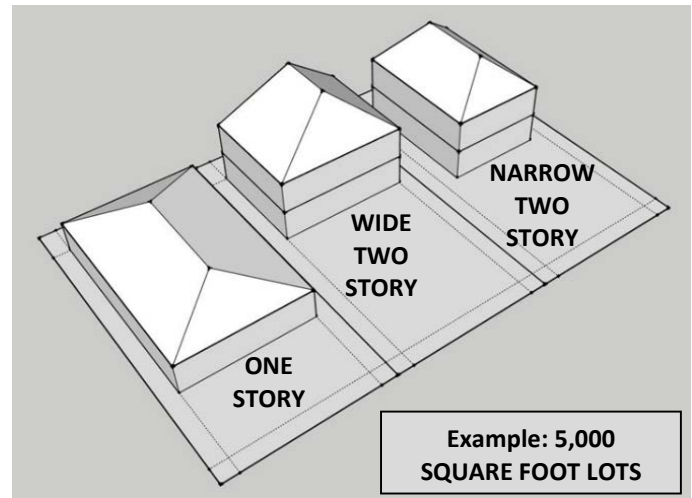 NARROW
TWO
STORY
WIDE
TWO
STORY
ONE
STORY
Example: 5,000
SQUARE FOOT LOTS